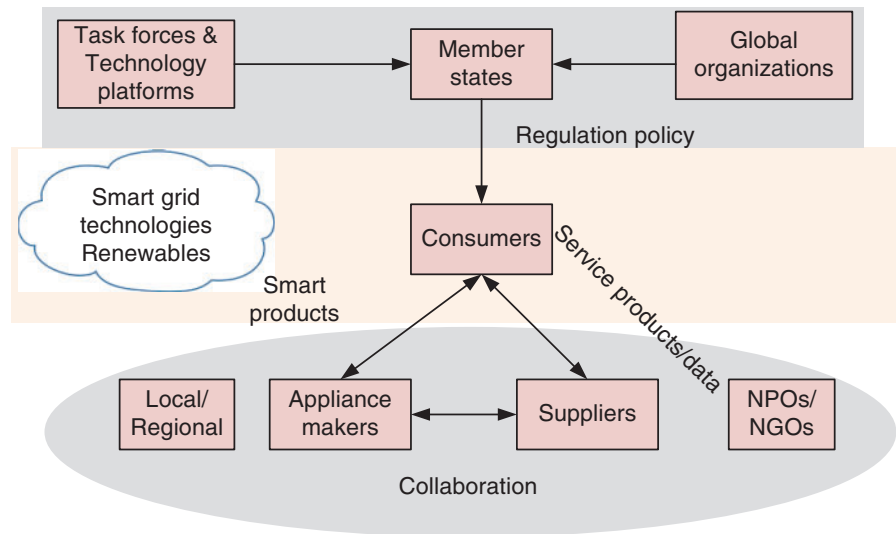 Task forces &
Technology
platforms
Member
states
Global
organizations
Regulation policy
Smart grid
technologies
Renewables
Consumers
Smart
products
Service products/data
Local/
Regional
Appliance
makers
Suppliers
NPOs/
NGOs
Collaboration